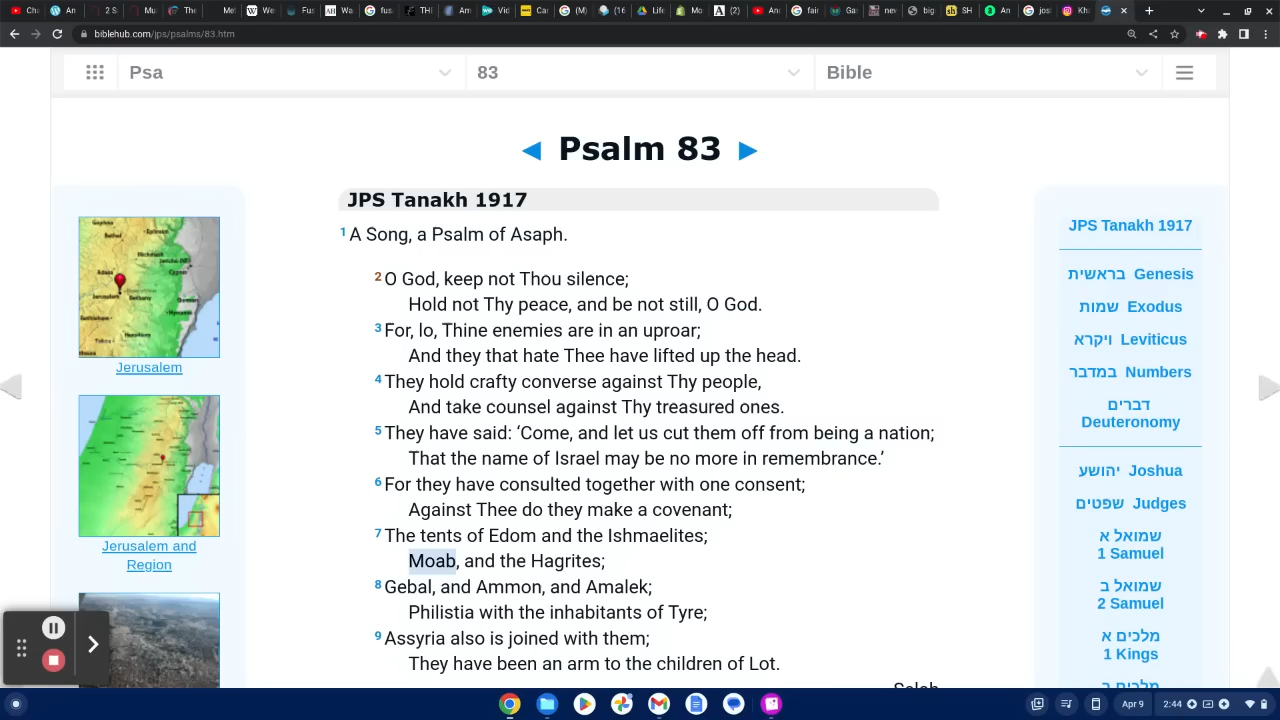 biblehub.com/jps/psalms/83.htm
Psa
83
Bible
◄ Psalm 83 ►
JPS Tanakh 1917
1 A Song, a Psalm of Asaph.
2 O God, keep not Thou silence;
Hold not Thy peace, and be not still, O God.
3 For, lo, Thine enemies are in an uproar;
And they that hate Thee have lifted up the head.
4 They hold crafty converse against Thy people,
And take counsel against Thy treasured ones.
5 They have said: ‘Come, and let us cut them off from being a nation;
That the name of Israel may be no more in remembrance.’
6 For they have consulted together with one consent;
Against Thee do they make a covenant;
7 The tents of Edom and the Ishmaelites;
Moab, and the Hagrites;
8 Gebal, and Ammon, and Amalek;
Philistia with the inhabitants of Tyre;
9 Assyria also is joined with them;
They have been an arm to the children of Lot.
Selah
Jerusalem
Jerusalem and
Region
JPS Tanakh 1917
בראשית Genesis
שמות Exodus
ויקרא Leviticus
במדבר Numbers
דברים
Deuteronomy
יהושע Joshua
שפטים Judges
שמואל א
1 Samuel
שמואל ב
2 Samuel
מלכים א
1 Kings
מלכים ב
Apr 9
2:44